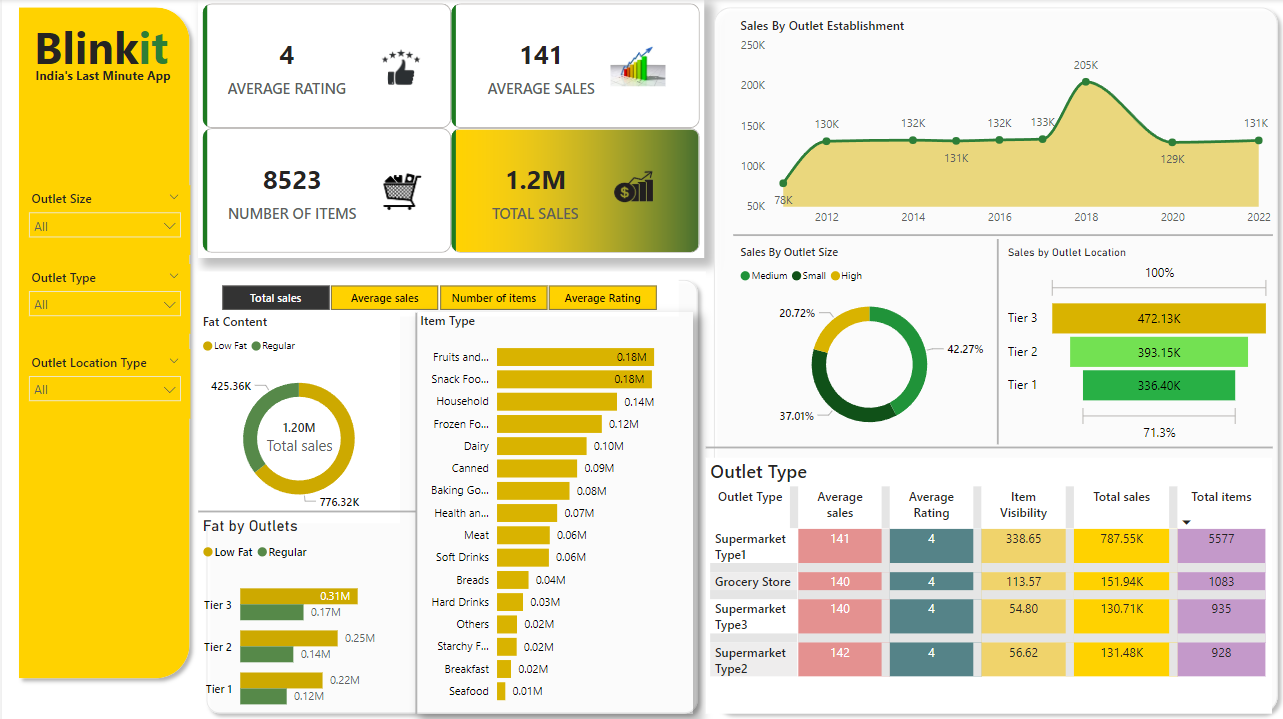 Blinkit
India's Last Minute App
Outlet Size
All
Outlet Type
All
Outlet Location Type
All
4
AVERAGE RATING
141
AVERAGE SALES
8523
NUMBER OF ITEMS
1.2M
TOTAL SALES
Total sales
Average sales
Number of items
Average Rating
Fat Content
Low Fat Regular
425.36K
1.20M
Total sales
776.32K
Fat by Outlets
Low Fat Regular
Tier 3
0.31M
0.17M
Tier 2
0.25M
0.14M
Tier 1
0.22M
0.12M
Item Type
Fruits and... 0.18M
Snack Foo... 0.18M
Household 0.14M
Frozen Fo... 0.12M
Dairy 0.10M
Canned 0.09M
Baking Go... 0.08M
Health an... 0.07M
Meat 0.06M
Soft Drinks 0.06M
Breads 0.04M
Hard Drinks 0.03M
Others 0.02M
Starchy F... 0.02M
Breakfast 0.02M
Seafood 0.01M
Sales By Outlet Establishment
250K
200K
150K
100K
50K
78K
130K
132K
131K
132K
133K
205K
129K
131K
2012 2014 2016 2018 2020 2022
Sales By Outlet Size
Medium Small High
20.72%
42.27%
37.01%
Sales by Outlet Location
100%
Tier 3 472.13K
Tier 2 393.15K
Tier 1 336.40K
71.3%
Outlet Type
Outlet Type Average sales Average Rating Item Visibility Total sales Total items
Supermarket Type1 141 4 338.65 787.55K 5577
Grocery Store 140 4 113.57 151.94K 1083
Supermarket Type3 140 4 54.80 130.71K 935
Supermarket Type2 142 4 56.62 131.48K 928